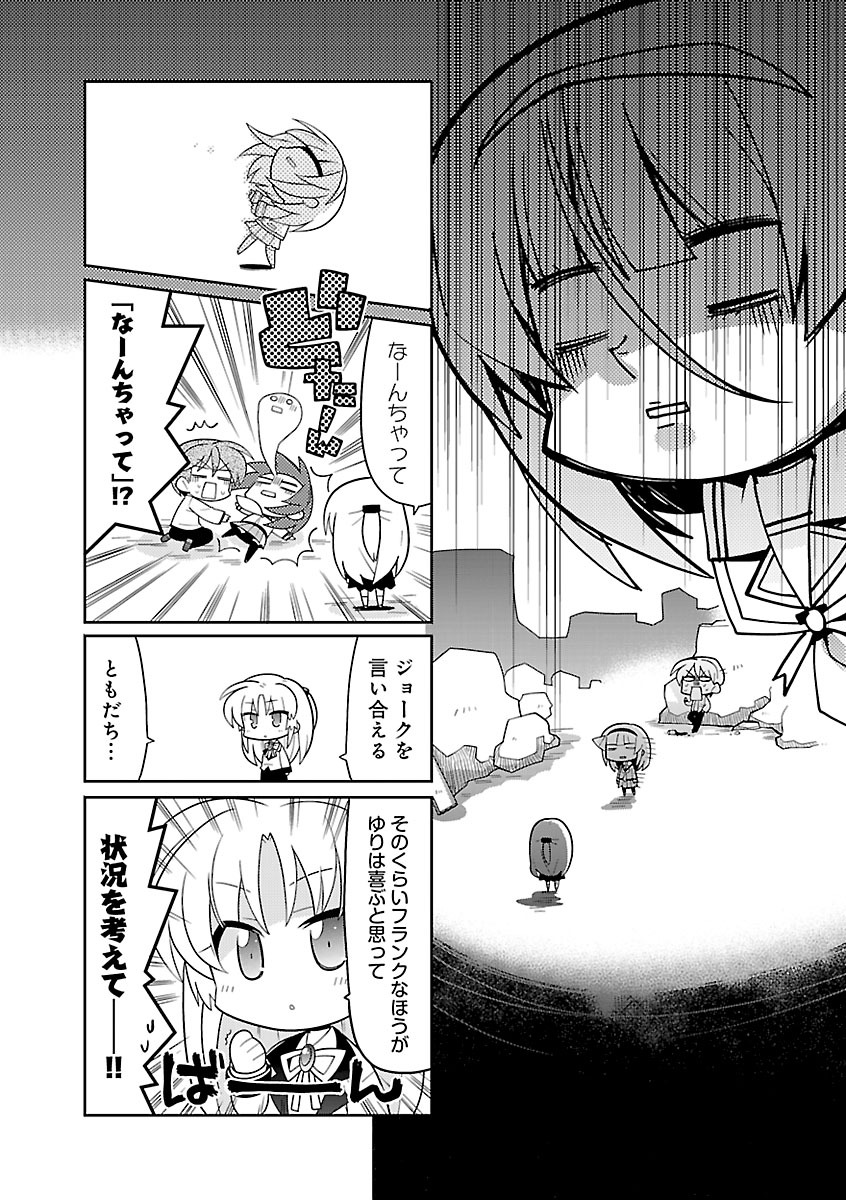 なーんちゃって
ドシャー
「なーんちゃって」!?
ジョークを
言い合える
ともだち…
そのくらいフランクなほうが
ゆりは喜ぶと思って
状況を考えて――!!
ばーーん